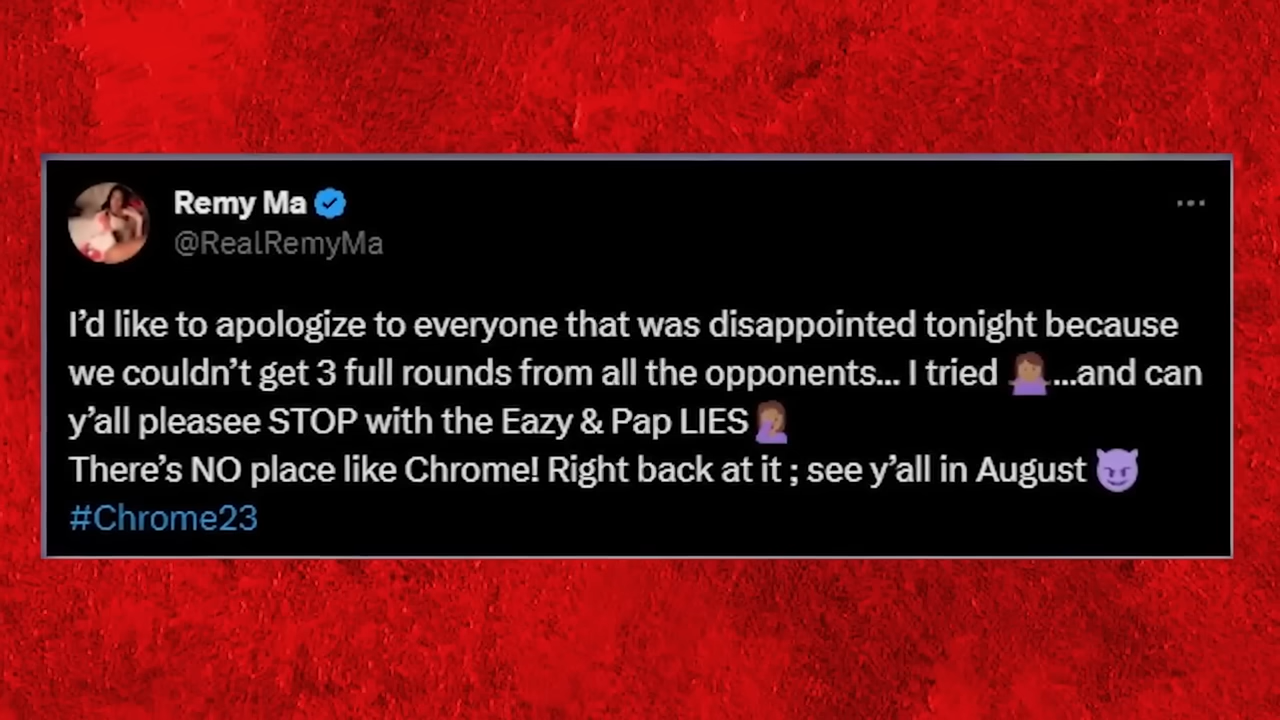 Remy Ma
@RealRemyMa
I’d like to apologize to everyone that was disappointed tonight because
we couldn’t get 3 full rounds from all the opponents... I tried 🙍🏽‍♀️...and can
y’all pleasee STOP with the Eazy & Pap LIES 🤦🏽‍♀️
There’s NO place like Chrome! Right back at it ; see y’all in August 😈
#Chrome23